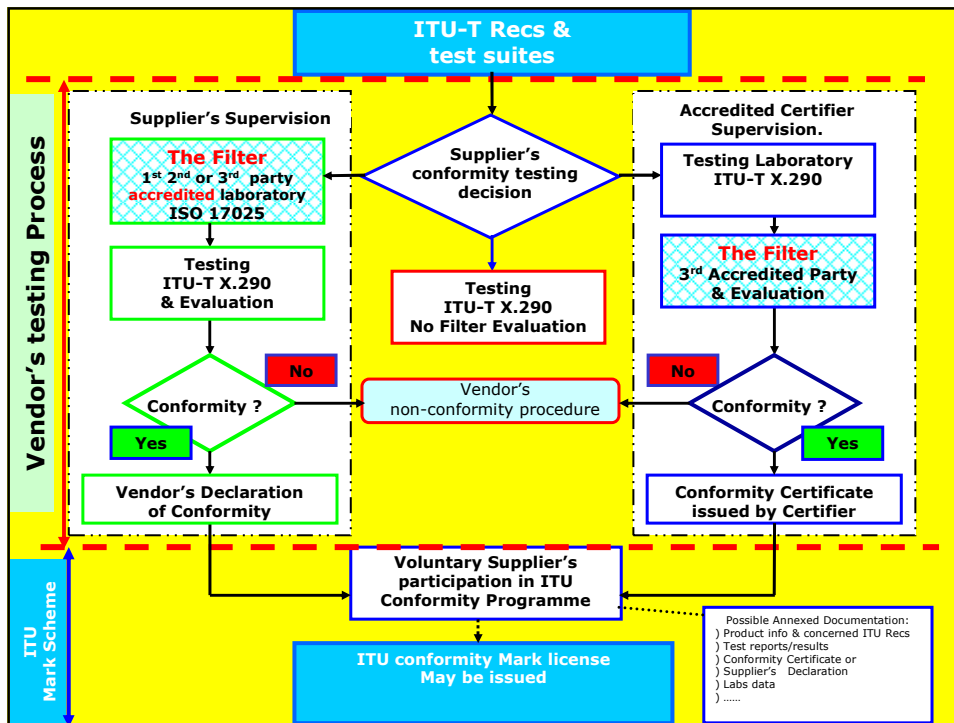 ITU-T Recs &
test suites
Vendor's testing Process
Supplier's Supervision
The Filter
1st 2nd or 3rd party
accredited laboratory
ISO 17025
Testing
ITU-T X.290
& Evaluation
Conformity ?
No
Yes
Vendor's Declaration
of Conformity
Supplier's
conformity testing
decision
Testing
ITU-T X.290
No Filter Evaluation
Vendor's
non-conformity procedure
Accredited Certifier
Supervision.
Testing Laboratory
ITU-T X.290
The Filter
3rd Accredited Party
& Evaluation
No
Conformity ?
Yes
Conformity Certificate
issued by Certifier
ITU
Mark Scheme
Voluntary Supplier's
participation in ITU
Conformity Programme
ITU conformity Mark license
May be issued
Possible Annexed Documentation:
) Product info & concerned ITU Recs
) Test reports/results
) Conformity Certificate or
) Supplier's Declaration
) Labs data
) ......